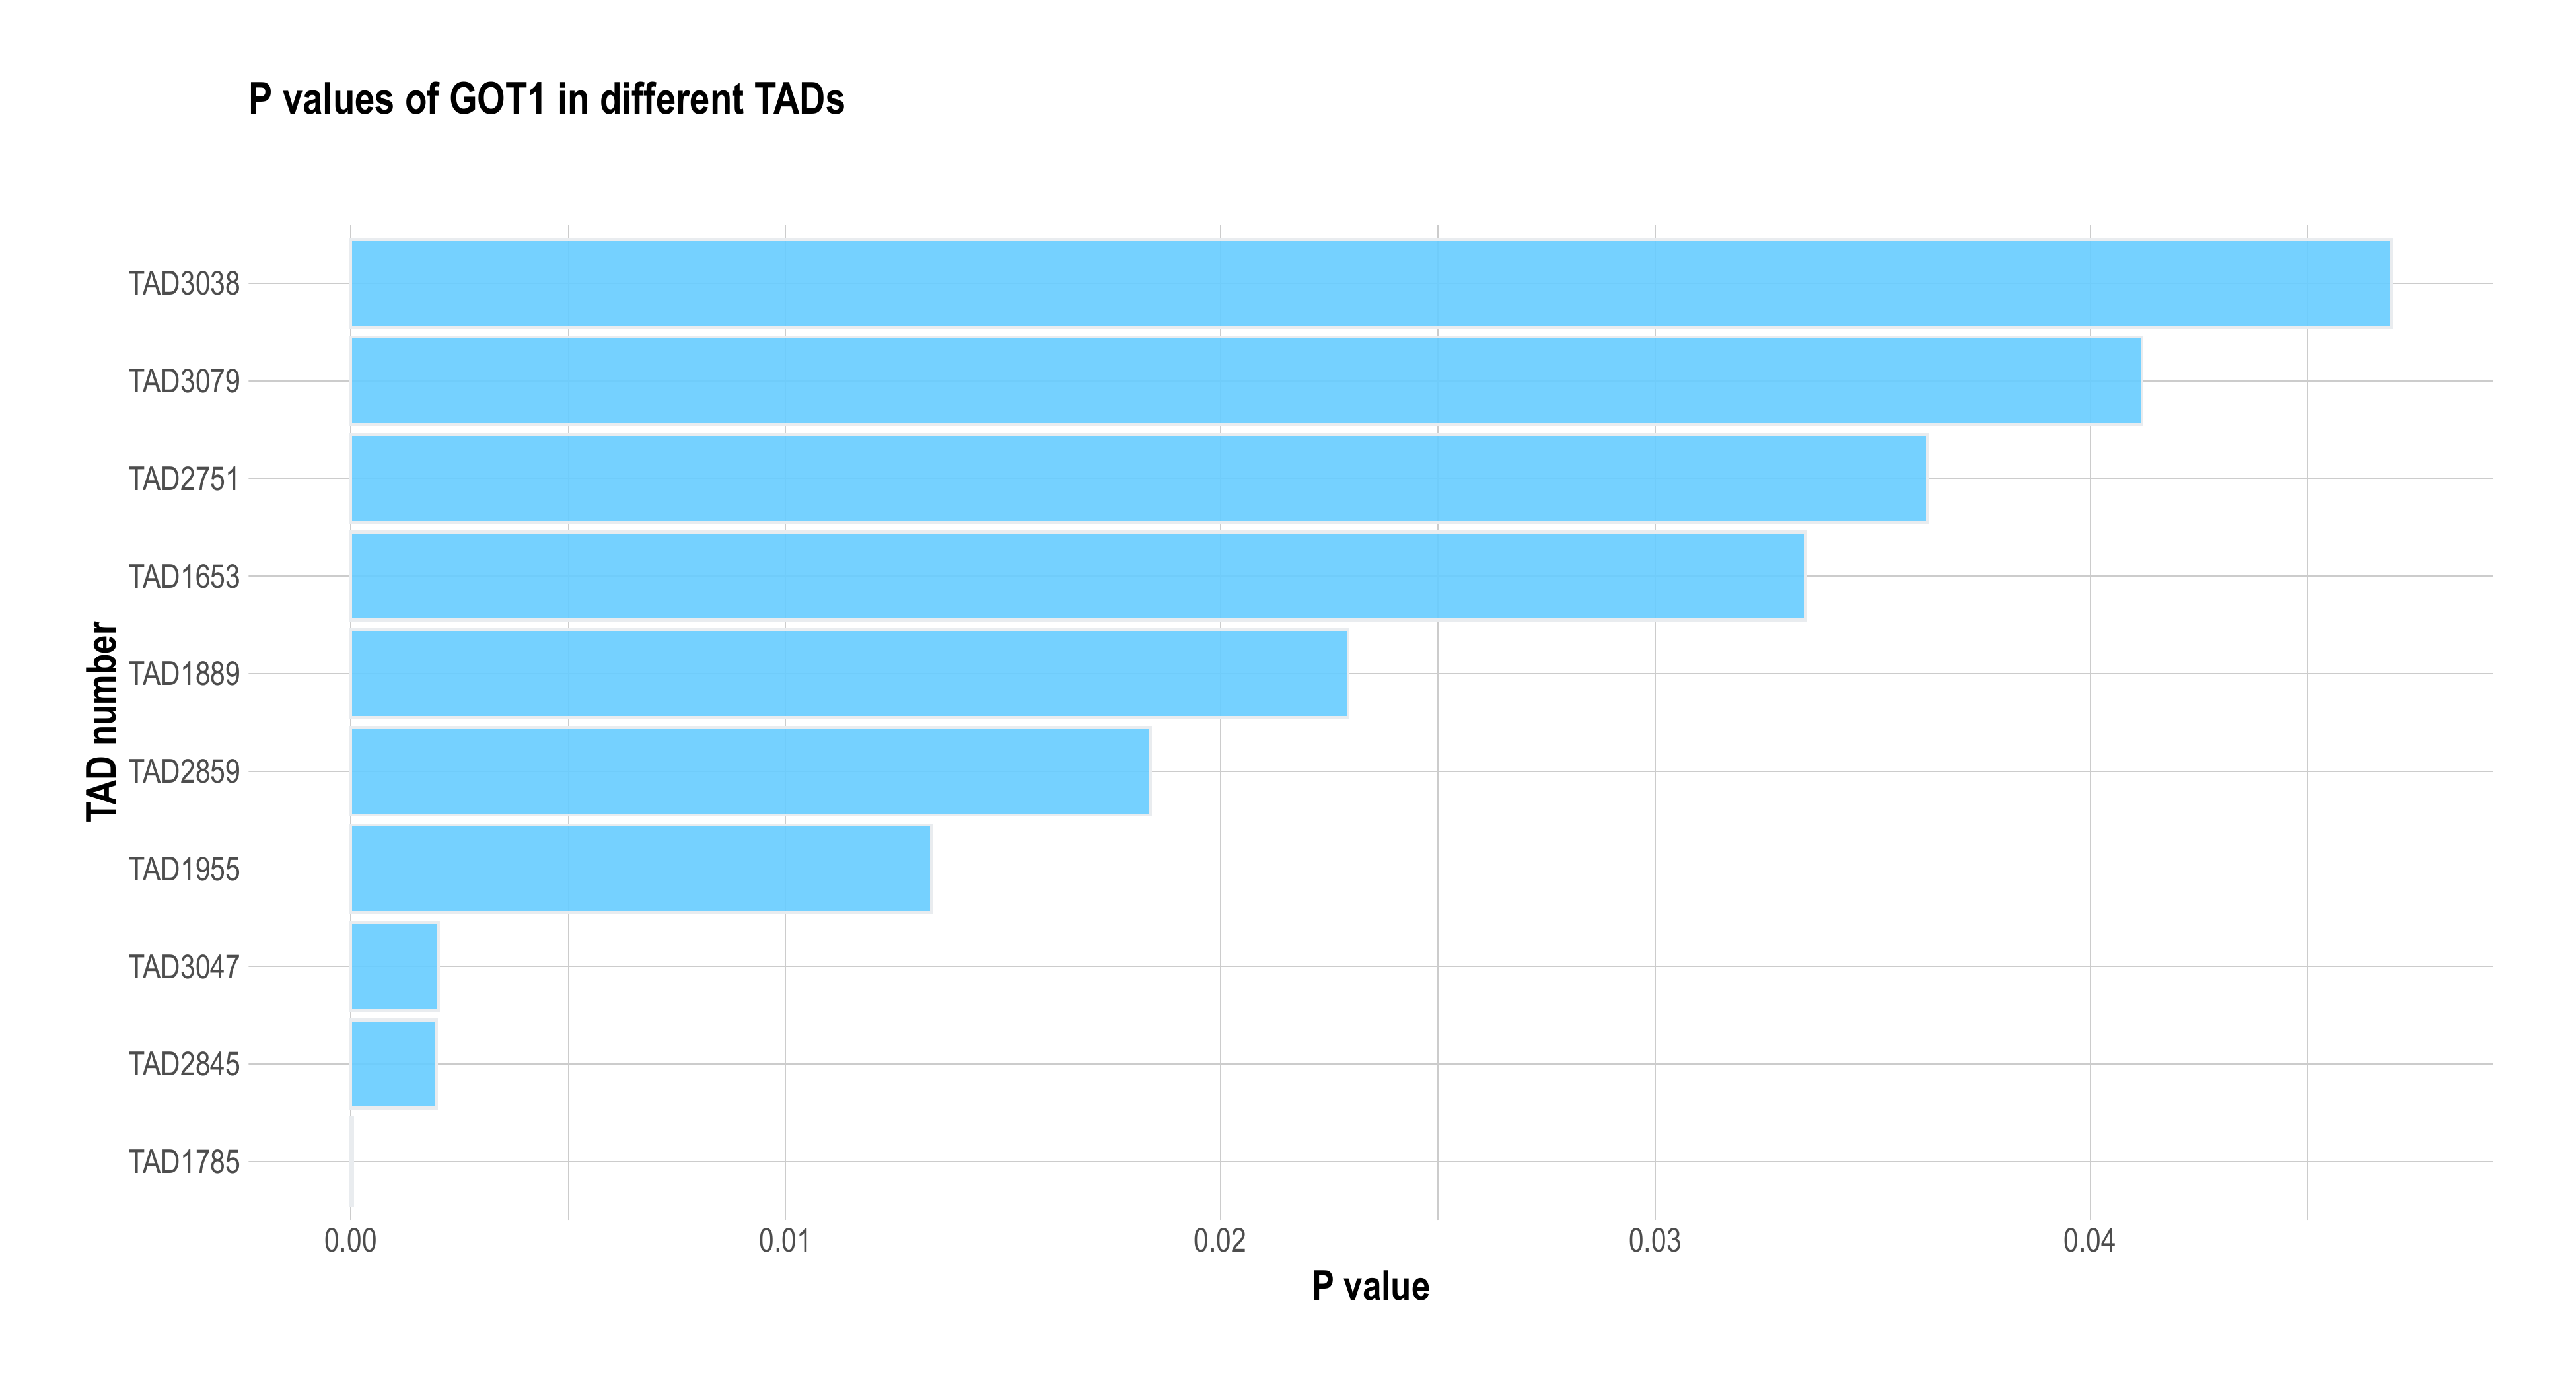 P values of GOT1 in different TADs
TAD number
TAD3038
TAD3079
TAD2751
TAD1653
TAD1889
TAD2859
TAD1955
TAD3047
TAD2845
TAD1785
0.00 0.01 0.02 0.03 0.04
P value